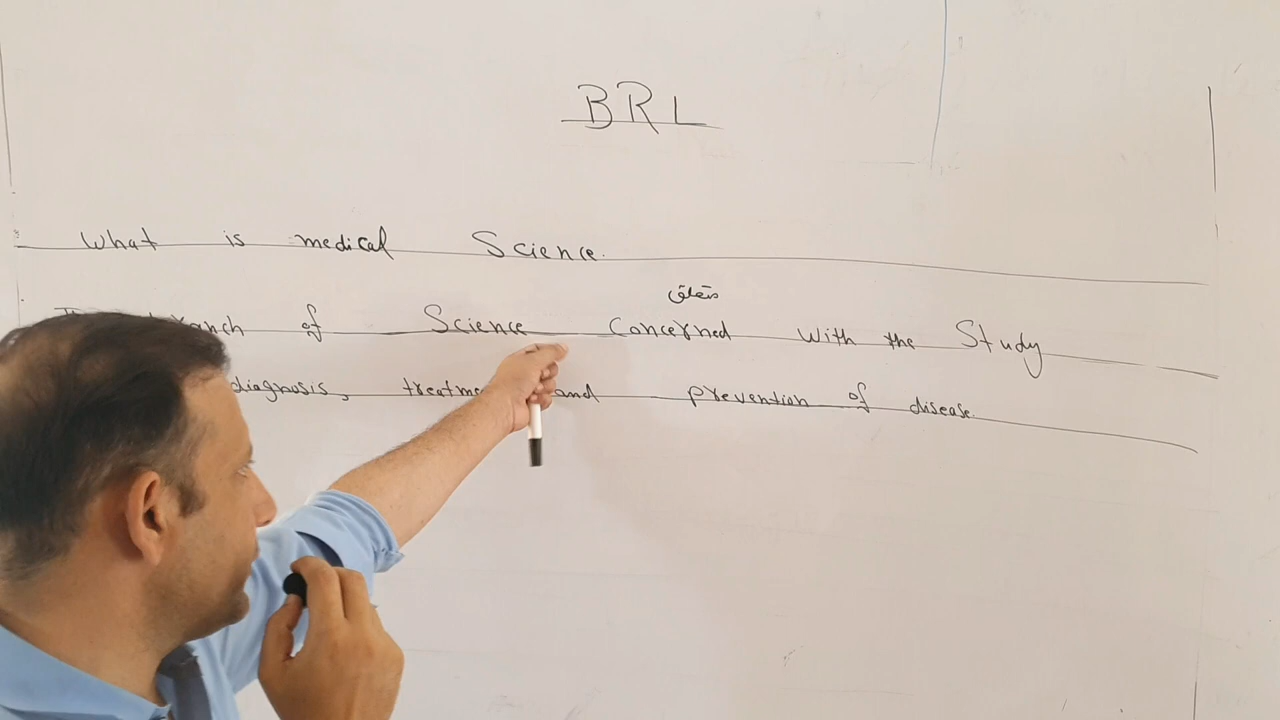 BRL
What is medical Science.
متعلق
branch of Science Concerned With the Study
diagnosis, and prevention of disease.